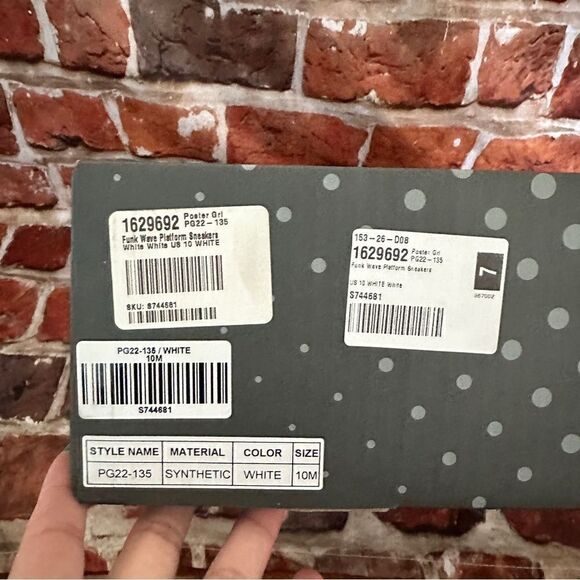 1629692 Poster Grl
PG22-135
Funk Wave Platform Sneakers
White White US 10 WHITE
SKU: S744681
153-26-D08
1629692 Poster Grl
PG22-135
Funk Wave Platform Sneakers
US 10 WHITE White
S744681
7
PG22-135 / WHITE
10M
S744681
STYLE NAME MATERIAL COLOR SIZE
PG22-135 SYNTHETIC WHITE 10M